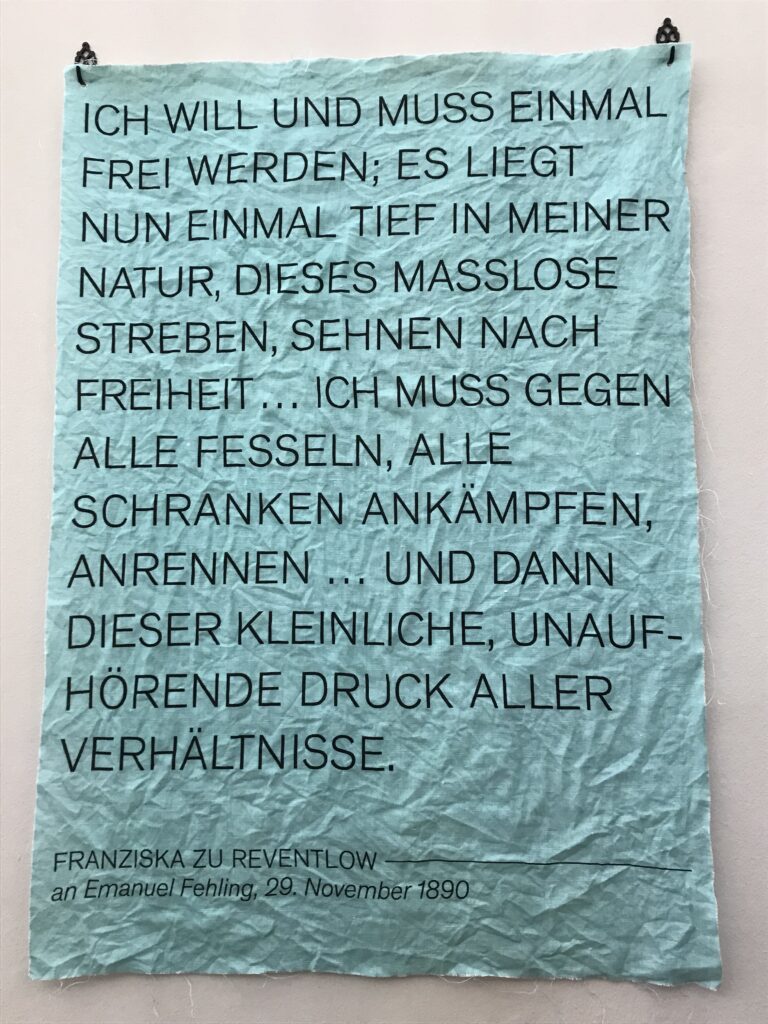 ICH WILL UND MUSS EINMAL
FREI WERDEN; ES LIEGT
NUN EINMAL TIEF IN MEINER
NATUR, DIESES MASSLOSE
STREBEN, SEHNEN NACH
FREIHEIT... ICH MUSS GEGEN
ALLE FESSELN, ALLE
SCHRANKEN ANKÄMPFEN,
ANRENNEN ... UND DANN
DIESER KLEINLICHE, UNAUF-
HÖRENDE DRUCK ALLER
VERHÄLTNISSE.
FRANZISKA ZU REVENTLOW
an Emanuel Fehling, 29. November 1890